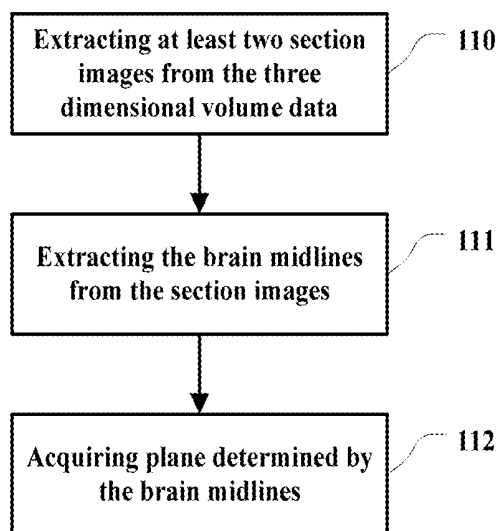 Extracting at least two section
images from the three
dimensional volume data
110
Extracting the brain midlines
from the section images
111
Acquiring plane determined by
the brain midlines
112